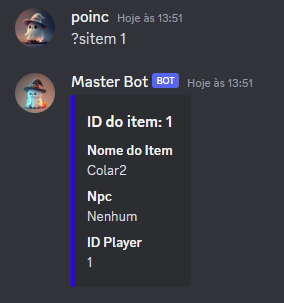 poinc Hoje às 13:51
?sitem 1
Master Bot BOT Hoje às 13:51
ID do item: 1
Nome do Item
Colar2
Npc
Nenhum
ID Player
1